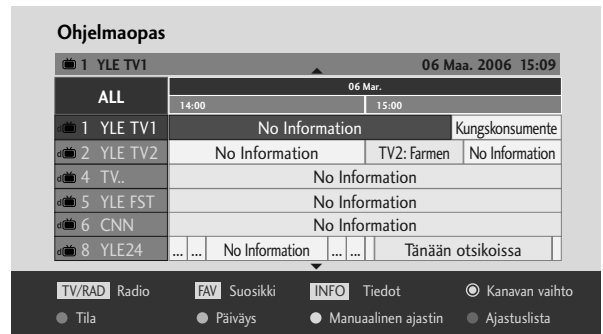 Ohjelmaopas
1 YLE TV1 06 Maa. 2006 15:09
ALL 06 Mar.
14:00 15:00
1 YLE TV1 No Information Kungskonsumente
2 YLE TV2 No Information TV2: Farmen No Information
4 TV.. No Information
5 YLE FST No Information
6 CNN No Information
8 YLE24 ... ... No Information ... ... Tänään otsikoissa
TV/RAD Radio FAV Suosikki INFO Tiedot Kanavan vaihto
Tila Päiväys Manuaalinen ajastin Ajastuslista